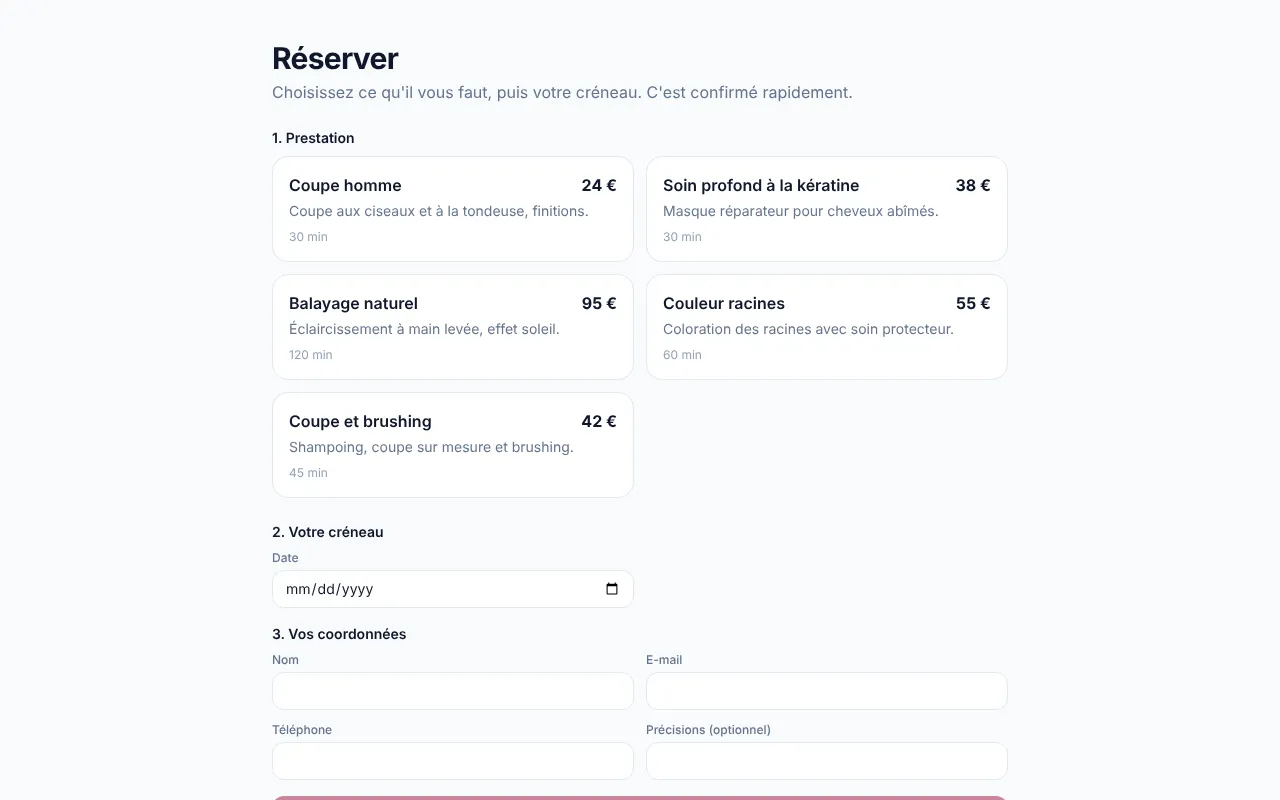 Réserver
Choisissez ce qu'il vous faut, puis votre créneau. C'est confirmé rapidement.
1. Prestation
Coupe homme 24 €
Coupe aux ciseaux et à la tondeuse, finitions.
30 min
Soin profond à la kératine 38 €
Masque réparateur pour cheveux abîmés.
30 min
Balayage naturel 95 €
Éclaircissement à main levée, effet soleil.
120 min
Couleur racines 55 €
Coloration des racines avec soin protecteur.
60 min
Coupe et brushing 42 €
Shampoing, coupe sur mesure et brushing.
45 min
2. Votre créneau
Date
mm/dd/yyyy
3. Vos coordonnées
Nom
E-mail
Téléphone
Précisions (optionnel)